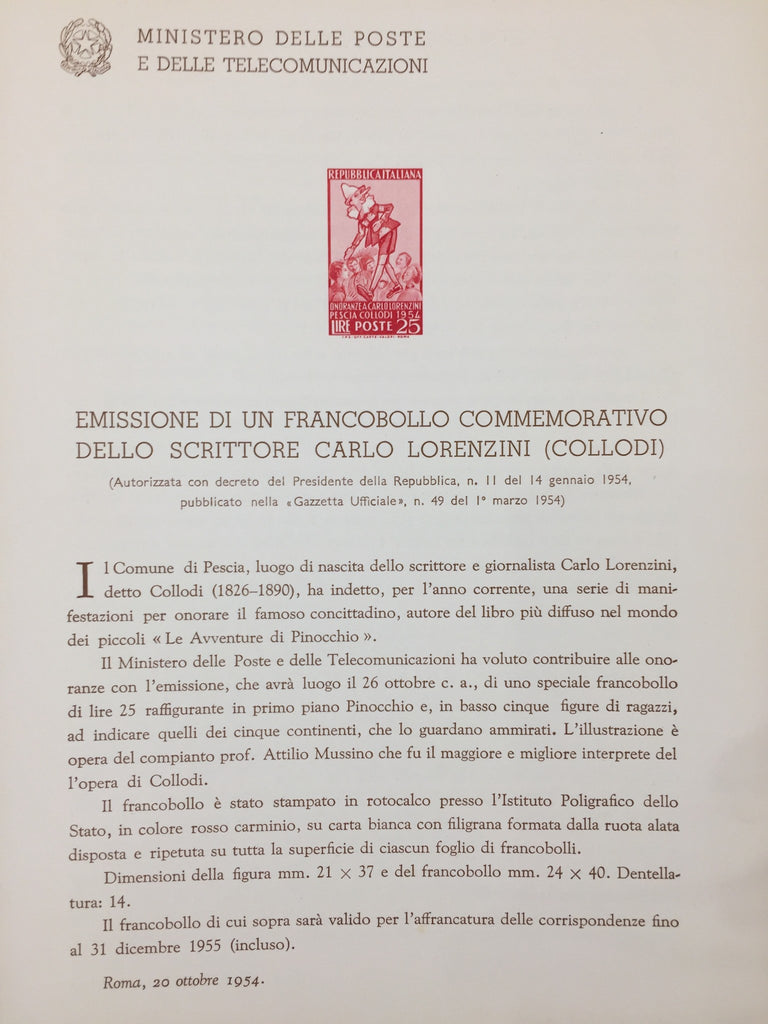 MINISTERO DELLE POSTE
E DELLE TELECOMUNICAZIONI
REPUBBLICA ITALIANA
ONORANZE A CARLO LORENZINI
PESCIA COLLODI 1954
LIRE POSTE 25
I.P.S. OFF. CARTE-VALORI ROMA
EMISSIONE DI UN FRANCOBOLLO COMMEMORATIVO
DELLO SCRITTORE CARLO LORENZINI (COLLODI)
(Autorizzata con decreto del Presidente della Repubblica, n. 11 del 14 gennaio 1954,
pubblicato nella «Gazzetta Ufficiale», n. 49 del 1° marzo 1954)
Il Comune di Pescia, luogo di nascita dello scrittore e giornalista Carlo Lorenzini,
detto Collodi (1826-1890), ha indetto, per l'anno corrente, una serie di mani-
festazioni per onorare il famoso concittadino, autore del libro più diffuso nel mondo
dei piccoli « Le Avventure di Pinocchio ».
Il Ministero delle Poste e delle Telecomunicazioni ha voluto contribuire alle ono-
ranze con l'emissione, che avrà luogo il 26 ottobre c. a., di uno speciale francobollo
di lire 25 raffigurante in primo piano Pinocchio e, in basso cinque figure di ragazzi,
ad indicare quelli dei cinque continenti, che lo guardano ammirati. L'illustrazione è
opera del compianto prof. Attilio Mussino che fu il maggiore e migliore interprete del
l'opera di Collodi.
Il francobollo è stato stampato in rotocalco presso l'Istituto Poligrafico dello
Stato, in colore rosso carminio, su carta bianca con filigrana formata dalla ruota alata
disposta e ripetuta su tutta la superficie di ciascun foglio di francobolli.
Dimensioni della figura mm. 21 × 37 e del francobollo mm. 24 × 40. Dentella-
tura: 14.
Il francobollo di cui sopra sarà valido per l'affrancatura delle corrispondenze fino
al 31 dicembre 1955 (incluso).
Roma, 20 ottobre 1954.